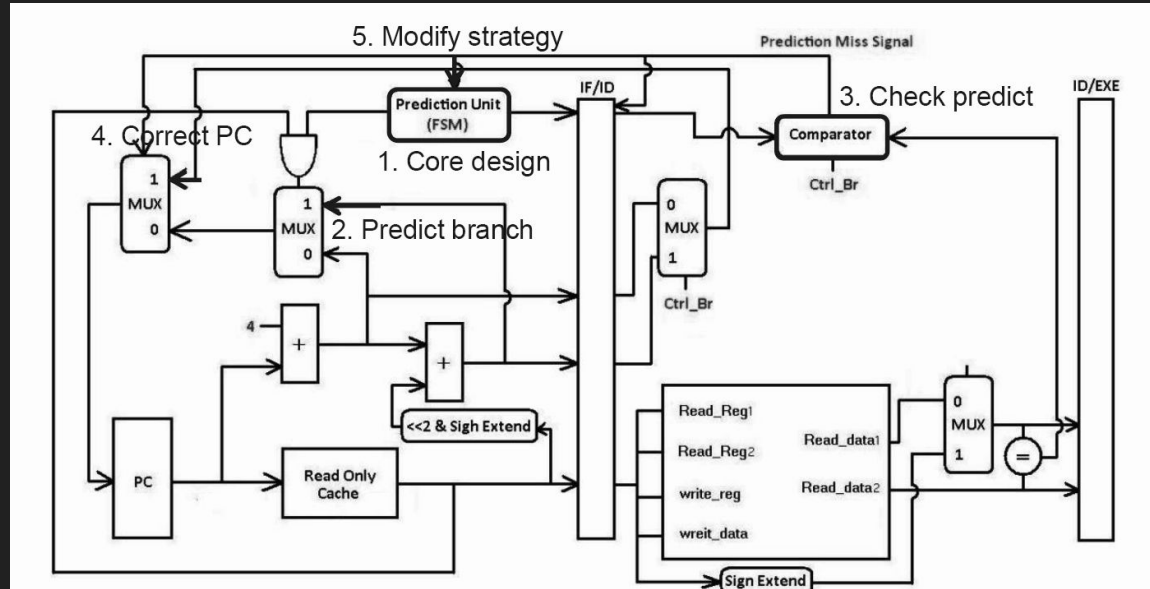 5. Modify strategy
Prediction Miss Signal
IF/ID
ID/EXE
Prediction Unit
(FSM)
3. Check predict
4. Correct PC
Comparator
1. Core design
Ctrl_Br
1
MUX
0
1
MUX
0
2. Predict branch
0
MUX
1
Ctrl_Br
4
+
+
<<2 & Sigh Extend
PC
Read Only
Cache
Read_Reg1
Read_Reg2
write_reg
wreit_data
Read_data1
Read_data2
0
MUX
1
=
Sign Extend